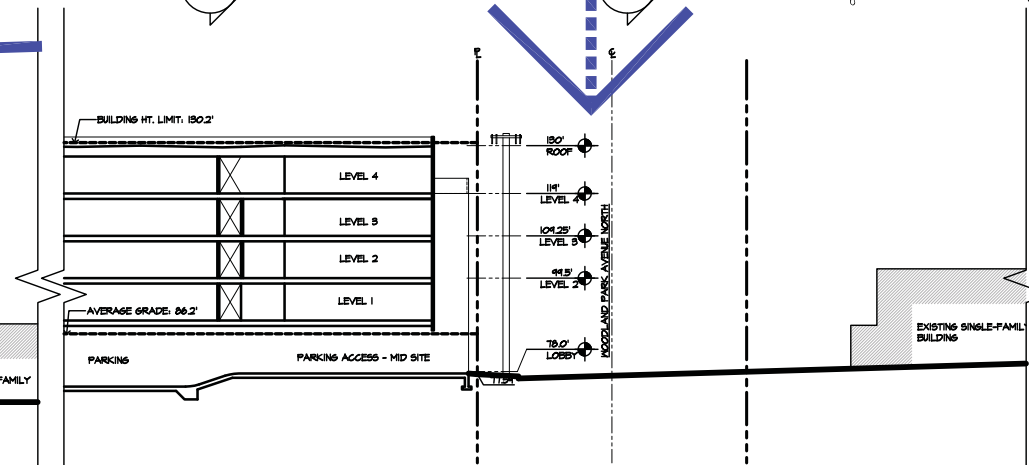 BUILDING HT. LIMIT: 130.2'
130'
ROOF
LEVEL 4
119'
LEVEL 4
LEVEL 3
109.25'
LEVEL 3
WOODLAND PARK AVENUE NORTH
LEVEL 2
99.5'
LEVEL 2
LEVEL 1
AVERAGE GRADE: 86.2'
EXISTING SINGLE-FAMILY
BUILDING
PARKING
PARKING ACCESS - MID SITE
78.0'
LOBBY
FAMILY